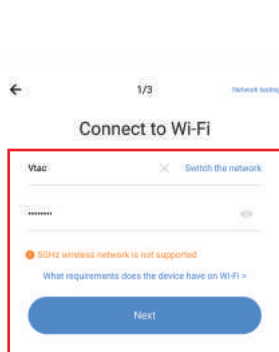 1/3 Network testing
Connect to Wi-Fi
Vtac Switch the network
••••••••
5GHz wireless network is not supported
What requirements does the device have on Wi-Fi >
Next